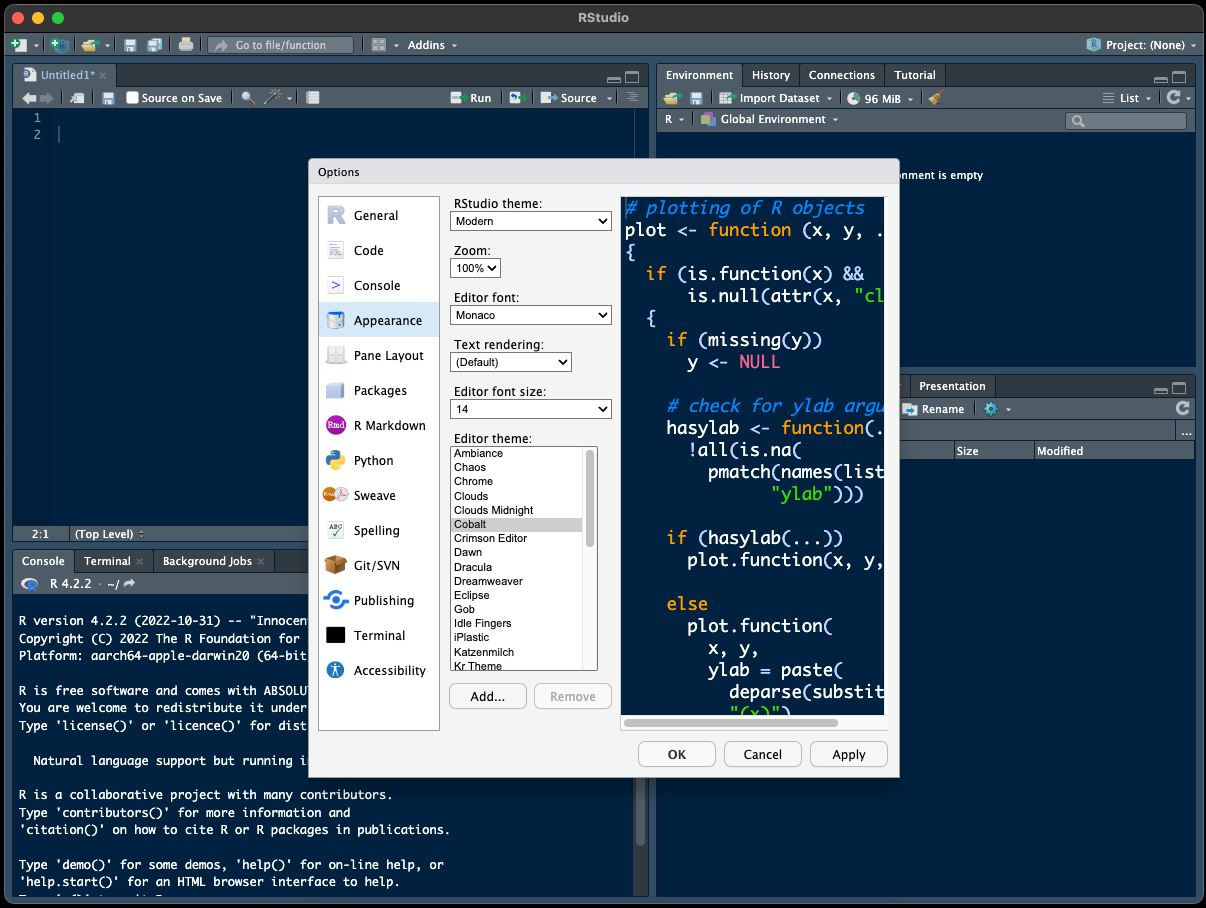 RStudio
Go to file/function
Addins
Project: (None)
Untitled1*
Source on Save
Run
Source
1
2
2:1
(Top Level)
Environment
History
Connections
Tutorial
Import Dataset
96 MiB
List
R
Global Environment
onment is empty
Presentation
Rename
...
Size
Modified
Console
Terminal
Background Jobs
R 4.2.2 · ~/
R version 4.2.2 (2022-10-31) -- "Innocen
Copyright (C) 2022 The R Foundation for
Platform: aarch64-apple-darwin20 (64-bit
R is free software and comes with ABSOLU
You are welcome to redistribute it under
Type 'license()' or 'licence()' for dist
Natural language support but running i
R is a collaborative project with many contributors.
Type 'contributors()' for more information and
'citation()' on how to cite R or R packages in publications.
Type 'demo()' for some demos, 'help()' for on-line help, or
'help.start()' for an HTML browser interface to help.
Options
R
General
Code
Console
Appearance
Pane Layout
Packages
Rmd
R Markdown
Python
Sweave
ABC
Spelling
Git/SVN
Publishing
Terminal
Accessibility
RStudio theme:
Modern
Zoom:
100%
Editor font:
Monaco
Text rendering:
(Default)
Editor font size:
14
Editor theme:
Ambiance
Chaos
Chrome
Clouds
Clouds Midnight
Cobalt
Crimson Editor
Dawn
Dracula
Dreamweaver
Eclipse
Gob
Idle Fingers
iPlastic
Katzenmilch
Kr Theme
Add...
Remove
# plotting of R objects
plot <- function (x, y, .
{
if (is.function(x) &&
is.null(attr(x, "cl
{
if (missing(y))
y <- NULL
# check for ylab argu
hasylab <- function(.
!all(is.na(
pmatch(names(list
"ylab")))
if (hasylab(...))
plot.function(x, y,
else
plot.function(
x, y,
ylab = paste(
deparse(substit
"(x)")
OK
Cancel
Apply